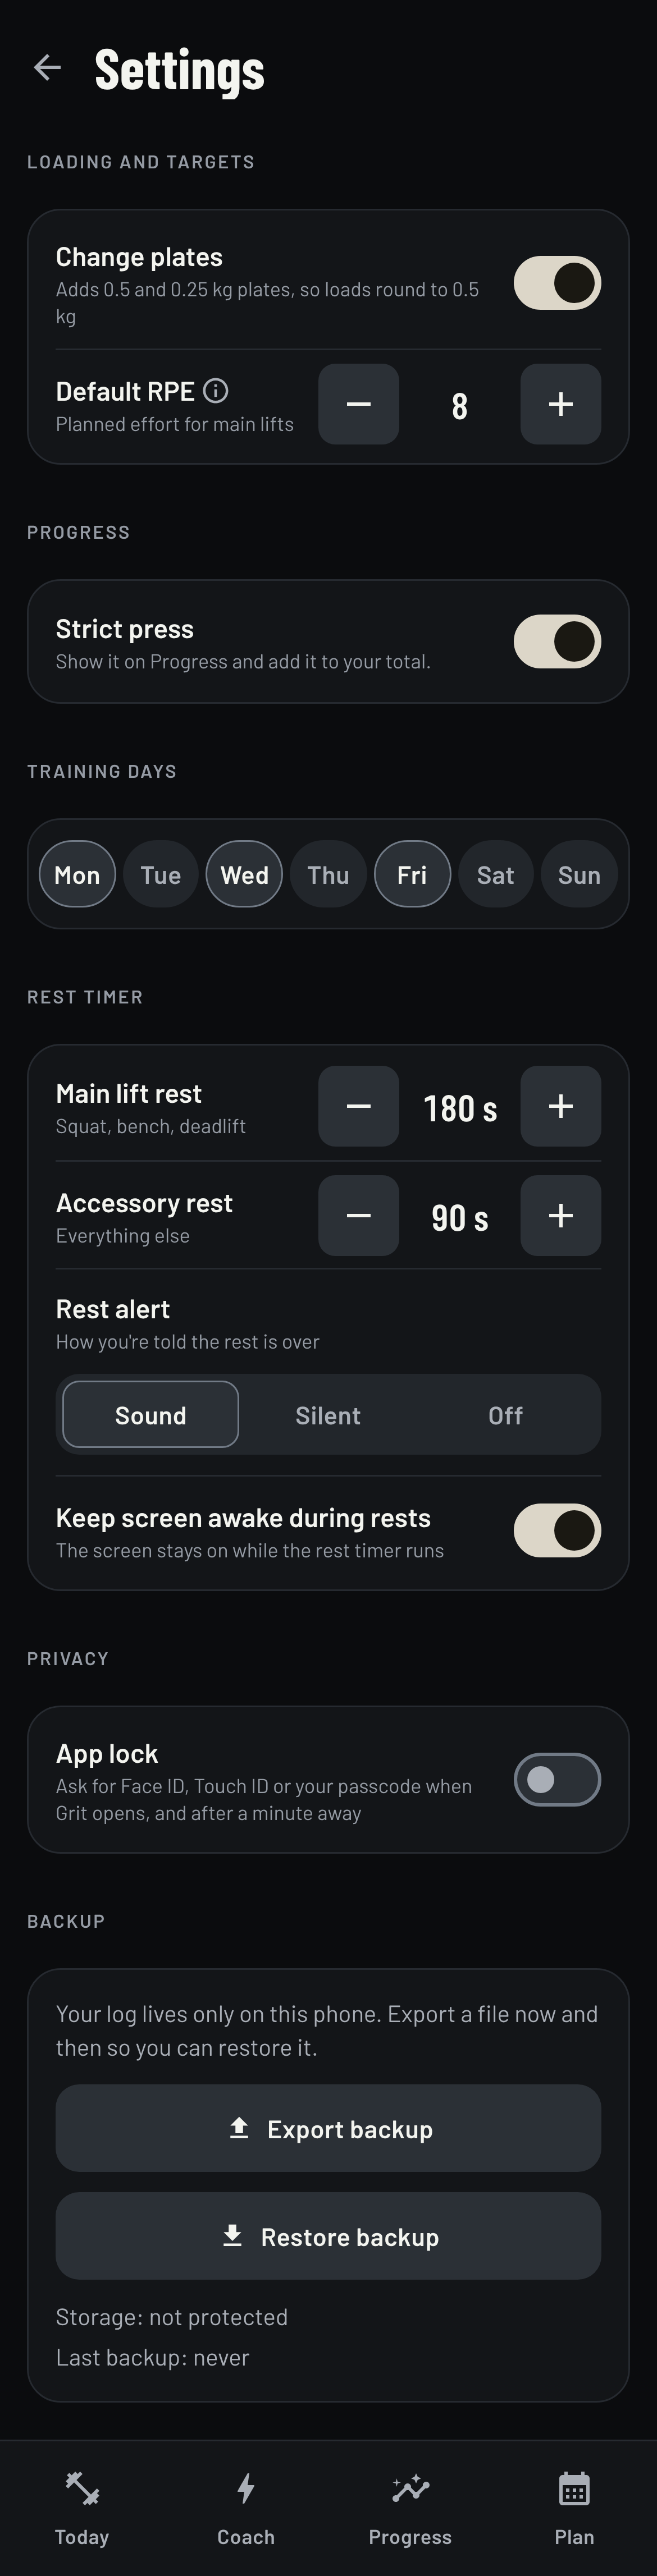 Settings
LOADING AND TARGETS
Change plates
Adds 0.5 and 0.25 kg plates, so loads round to 0.5
kg
Default RPE
Planned effort for main lifts
8
PROGRESS
Strict press
Show it on Progress and add it to your total.
TRAINING DAYS
Mon Tue Wed Thu Fri Sat Sun
REST TIMER
Main lift rest
Squat, bench, deadlift
180 s
Accessory rest
Everything else
90 s
Rest alert
How you're told the rest is over
Sound Silent Off
Keep screen awake during rests
The screen stays on while the rest timer runs
PRIVACY
App lock
Ask for Face ID, Touch ID or your passcode when
Grit opens, and after a minute away
BACKUP
Your log lives only on this phone. Export a file now and
then so you can restore it.
Export backup
Restore backup
Storage: not protected
Last backup: never
Today Coach Progress Plan